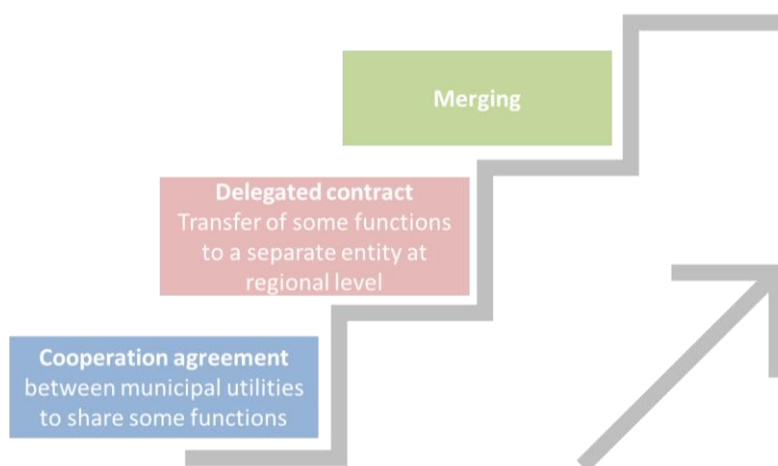 Merging
Delegated contract
Transfer of some functions
to a separate entity at
regional level
Cooperation agreement
between municipal utilities
to share some functions